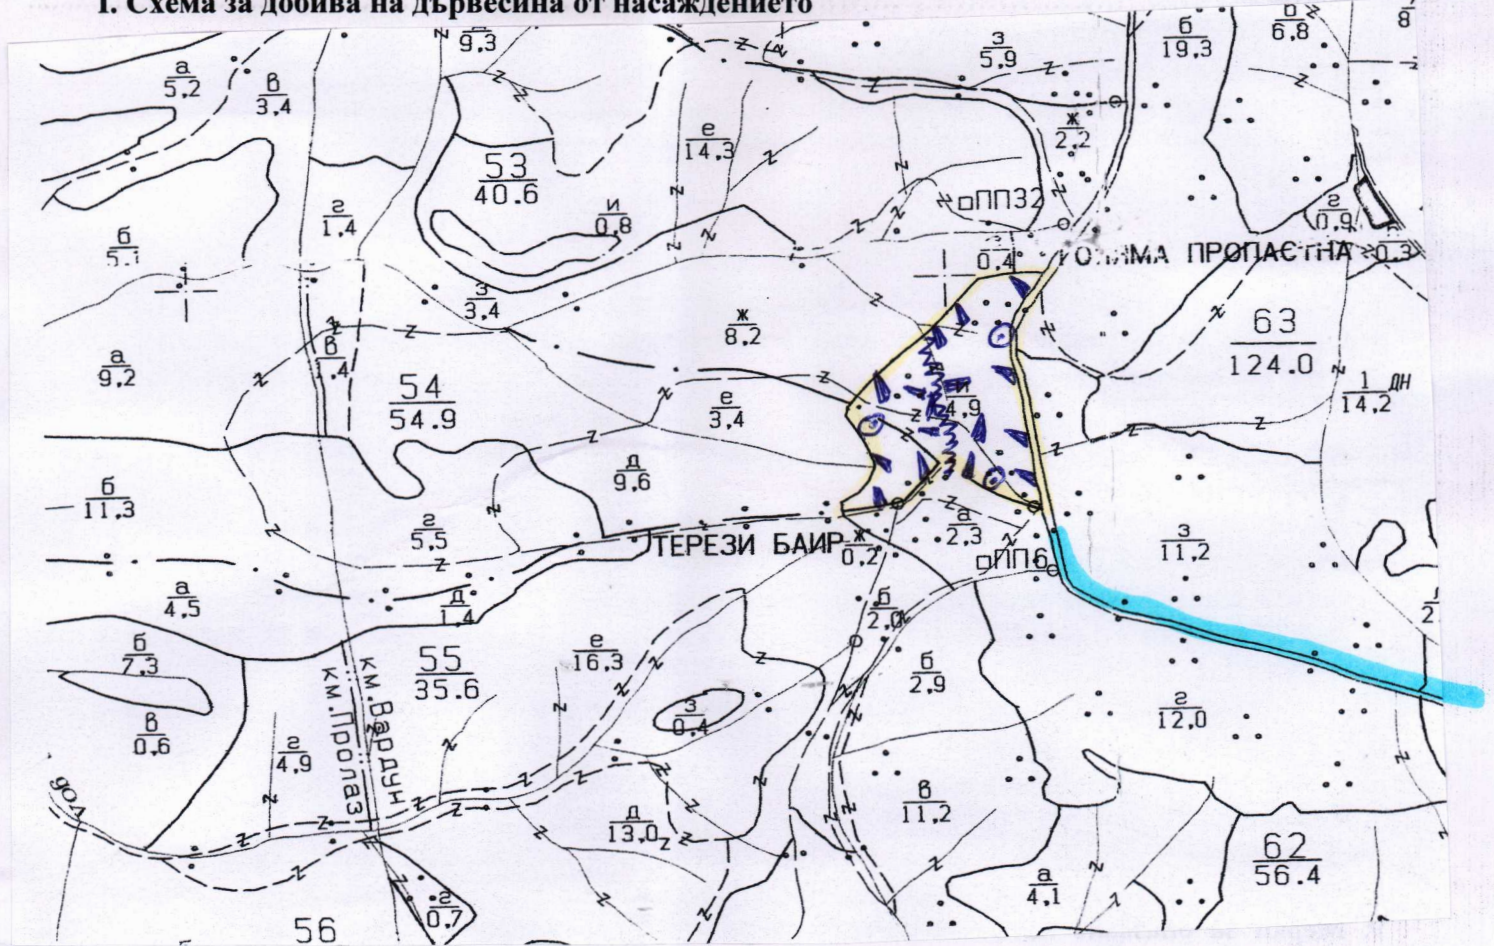 1. Схема за добива на дървесина от насаждението
д
9,3
з
5,9
б
19,3
б
6,8
8
а
5,2
в
3,4
е
14,3
ж
2,2
53
40.6
г
1,4
и
0,8
□ПП32
г
0,9
б
5,1
0,4
ГОЛЯМА ПРОПАСТНА
0,3
з
3,4
ж
8,2
63
124.0
в
1,4
а
9,2
54
54.9
е
3,4
и
4,9
1 дн
14,2
д
9,6
б
11,3
г
5,5
а
2,3
з
11,2
ТЕРЕЗИ БАИР
ж
0,2
□ПП6
а
4,5
д
1,4
б
2,0
2
б
7,3
55
35.6
е
16,3
б
2,9
км.Вардун
км.Пролаз
з
0,4
г
12,0
в
0,6
г
4,9
дол
д
13,0
в
11,2
62
56.4
а
4,1
г
0,7
56